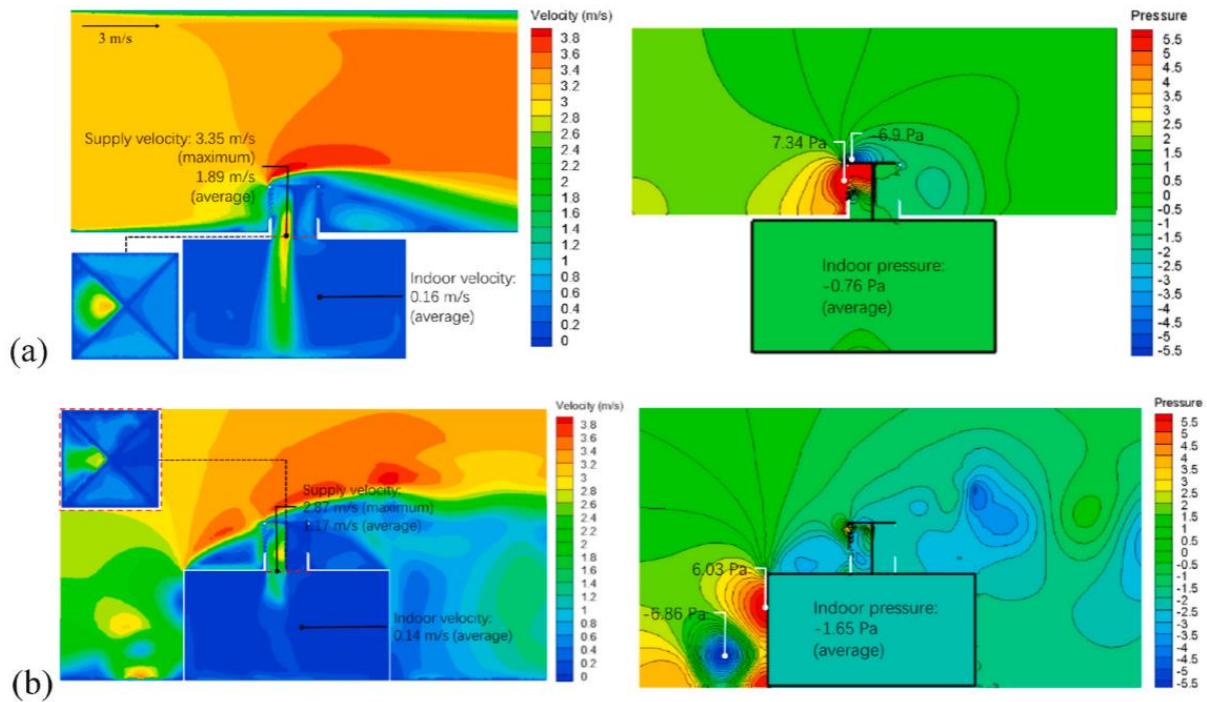 Velocity (m/s)
3.8
3.6
3.4
3.2
3
2.8
2.6
2.4
2.2
2
1.8
1.6
1.4
1.2
1
0.8
0.6
0.4
0.2
0
3 m/s
Supply velocity: 3.35 m/s
(maximum)
1.89 m/s
(average)
Indoor velocity:
0.16 m/s
(average)
Pressure
5.5
5
4.5
4
3.5
3
2.5
2
1.5
1
0.5
0
-0.5
-1
-1.5
-2
-2.5
-3
-3.5
-4
-4.5
-5
-5.5
7.34 Pa
-6.9 Pa
Indoor pressure:
-0.76 Pa
(average)
(a)
Velocity (m/s)
3.8
3.6
3.4
3.2
3
2.8
2.6
2.4
2.2
2
1.8
1.6
1.4
1.2
1
0.8
0.6
0.4
0.2
0
Supply velocity:
2.87 m/s (maximum)
1.17 m/s (average)
Indoor velocity:
0.14 m/s (average)
Pressure
5.5
5
4.5
4
3.5
3
2.5
2
1.5
1
0.5
0
-0.5
-1
-1.5
-2
-2.5
-3
-3.5
-4
-4.5
-5
-5.5
6.03 Pa
-6.86 Pa
Indoor pressure:
-1.65 Pa
(average)
(b)